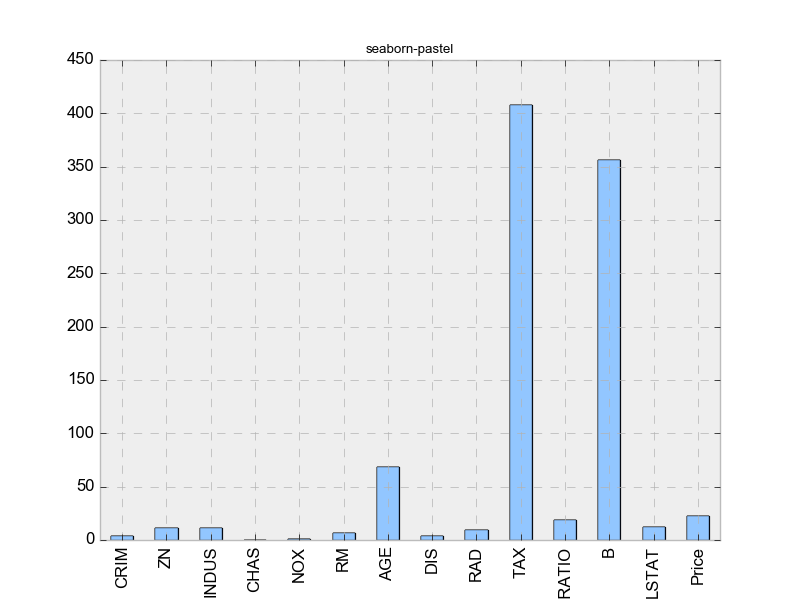 seaborn-pastel
450
400
350
300
250
200
150
100
50
0
CRIM
ZN
INDUS
CHAS
NOX
RM
AGE
DIS
RAD
TAX
RATIO
B
LSTAT
Price